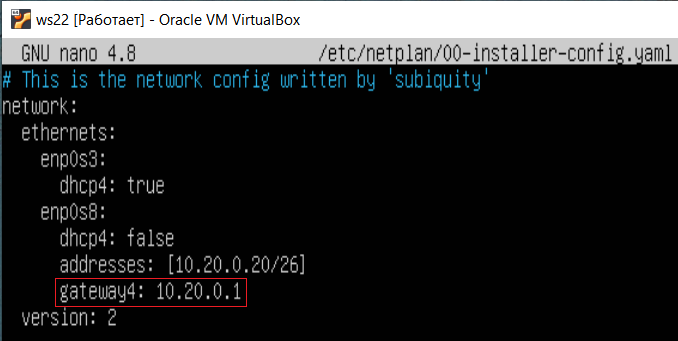 ws22 [Работает] - Oracle VM VirtualBox
GNU nano 4.8 /etc/netplan/00-installer-config.yaml
# This is the network config written by 'subiquity'
network:
  ethernets:
    enp0s3:
      dhcp4: true
    enp0s8:
      dhcp4: false
      addresses: [10.20.0.20/26]
      gateway4: 10.20.0.1
  version: 2